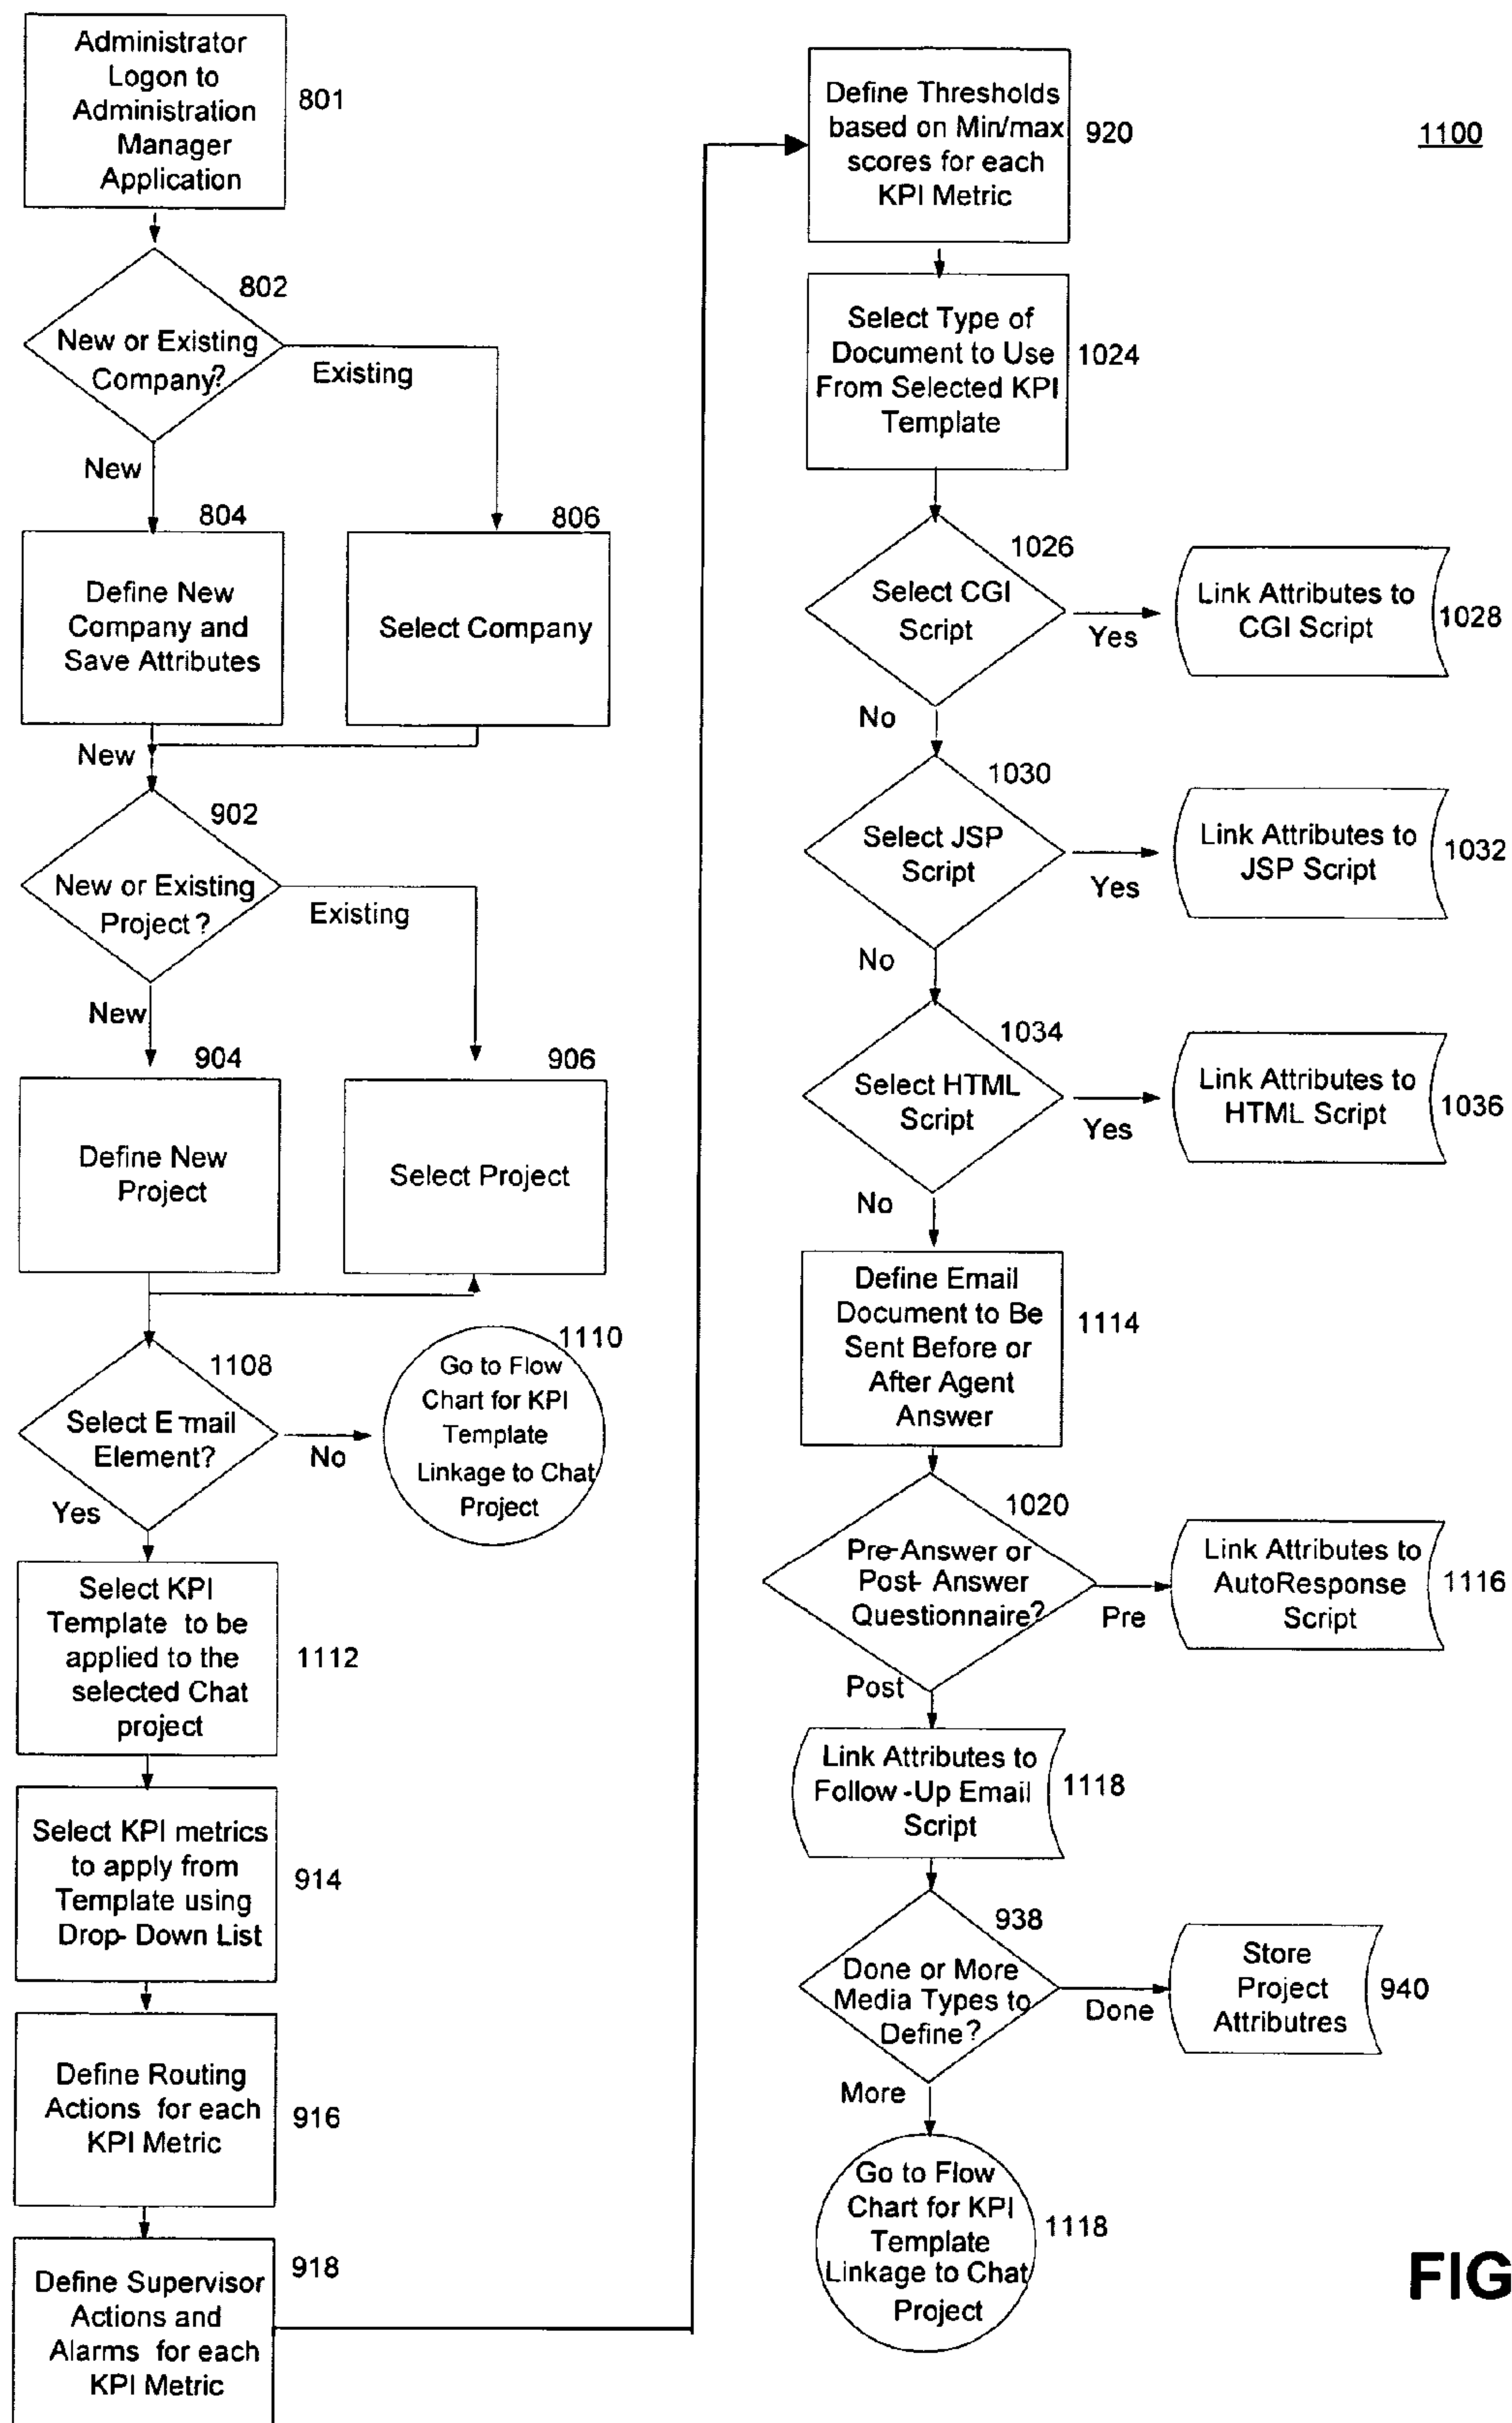 Administrator
Logon to
Administration
Manager
Application
801
802
New or Existing
Company?
Existing
New
804
Define New
Company and
Save Attributes
806
Select Company
New
902
New or Existing
Project?
Existing
New
904
Define New
Project
906
Select Project
1108
Select E-mail
Element?
No
Yes
1110
Go to Flow
Chart for KPI
Template
Linkage to Chat
Project
Select KPI
Template to be
applied to the
selected Chat
project
1112
Select KPI metrics
to apply from
Template using
Drop-Down List
914
Define Routing
Actions for each
KPI Metric
916
Define Supervisor
Actions and
Alarms for each
KPI Metric
918
Define Thresholds
based on Min/max
scores for each
KPI Metric
920
1100
Select Type of
Document to Use
From Selected KPI
Template
1024
1026
Select CGI
Script
Yes
No
Link Attributes to
CGI Script
1028
1030
Select JSP
Script
Yes
No
Link Attributes to
JSP Script
1032
1034
Select HTML
Script
Yes
No
Link Attributes to
HTML Script
1036
Define Email
Document to Be
Sent Before or
After Agent
Answer
1114
1020
Pre-Answer or
Post-Answer
Questionnaire?
Pre
Post
Link Attributes to
AutoResponse
Script
1116
Link Attributes to
Follow-Up Email
Script
1118
938
Done or More
Media Types to
Define?
Done
More
Store
Project
Attributres
940
Go to Flow
Chart for KPI
Template
Linkage to Chat
Project
1118
FIG